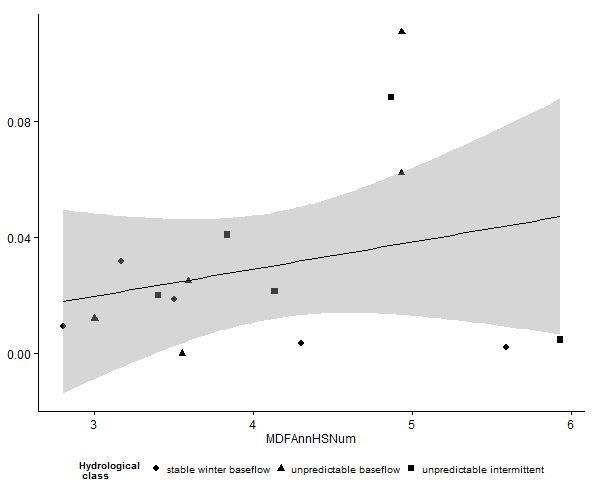 0.08
0.04
0.00
3 4 5 6
MDFAnnHSNum
Hydrological
class
stable winter baseflow unpredictable baseflow unpredictable intermittent